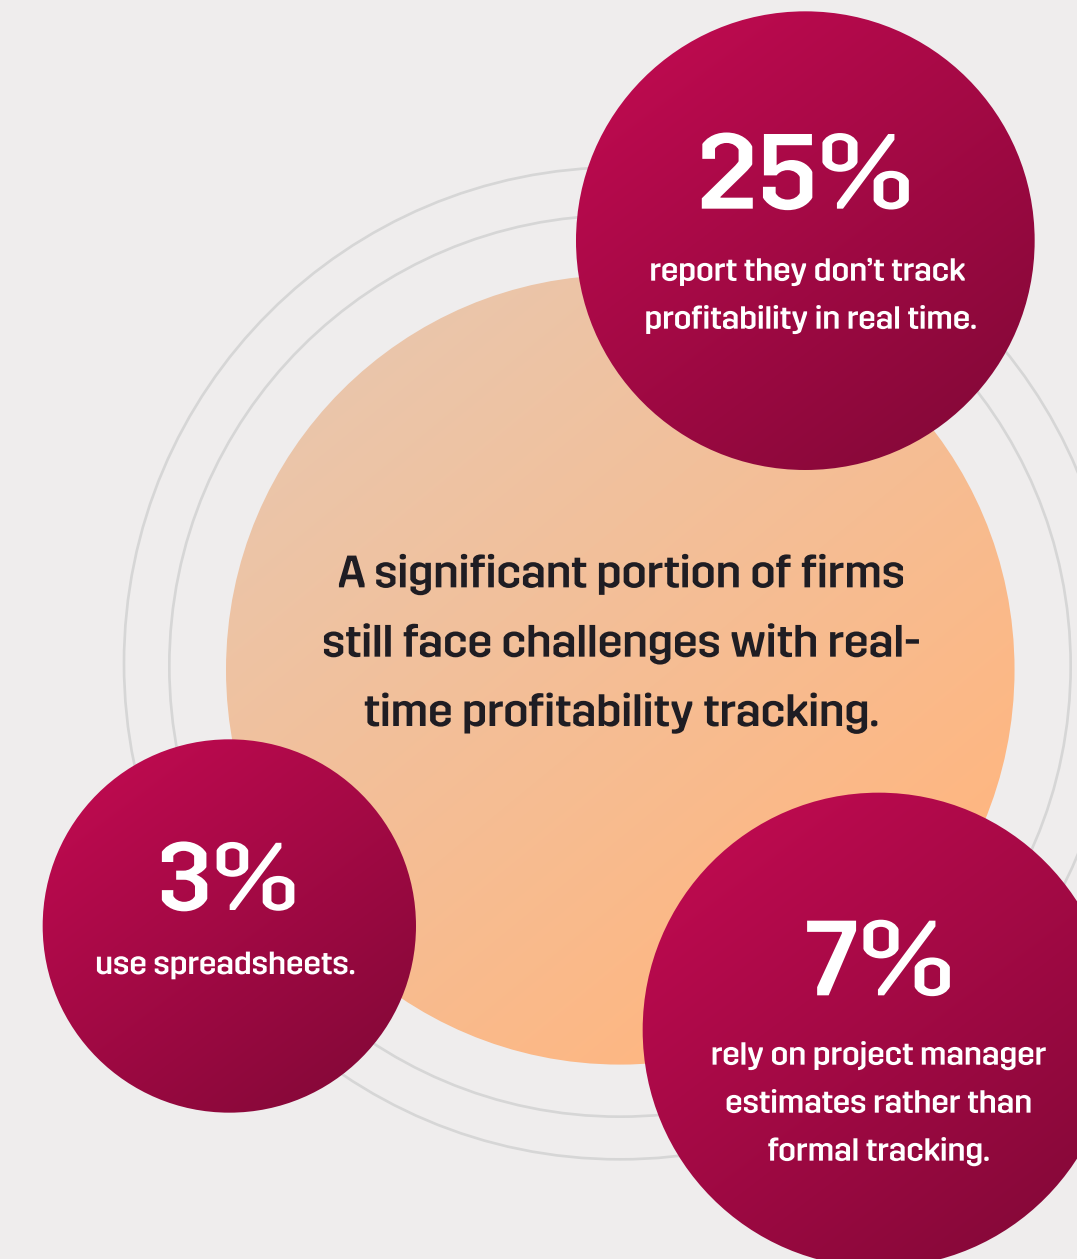 25%
report they don’t track
profitability in real time.
A significant portion of firms
still face challenges with real-
time profitability tracking.
3%
use spreadsheets.
7%
rely on project manager
estimates rather than
formal tracking.